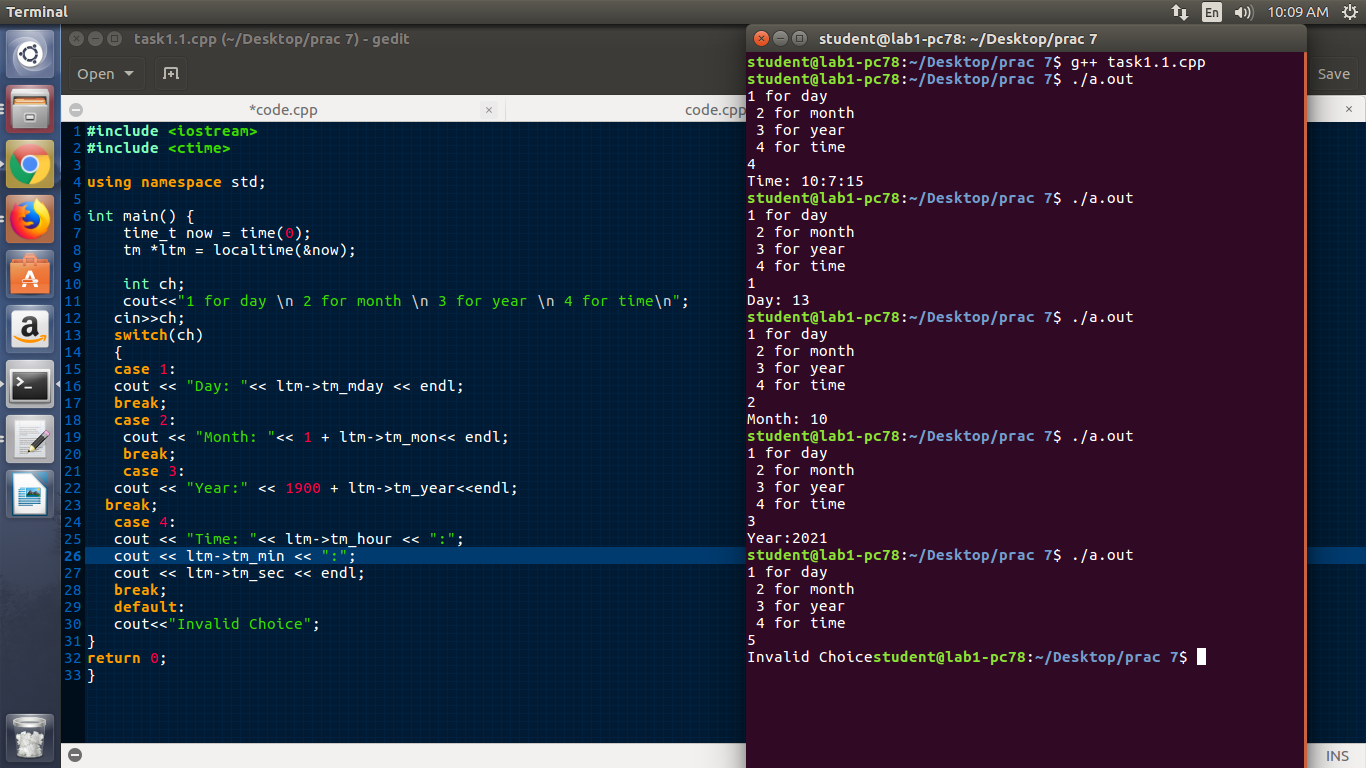 Terminal
En
10:09 AM
task1.1.cpp (~/Desktop/prac 7) - gedit
Open
Save
*code.cpp
code.cpp
1 #include <iostream>
2 #include <ctime>
3
4 using namespace std;
5
6 int main() {
7     time_t now = time(0);
8     tm *ltm = localtime(&now);
9
10     int ch;
11     cout<<"1 for day \n 2 for month \n 3 for year \n 4 for time\n";
12    cin>>ch;
13    switch(ch)
14    {
15    case 1:
16    cout << "Day: "<< ltm->tm_mday << endl;
17    break;
18    case 2:
19     cout << "Month: "<< 1 + ltm->tm_mon<< endl;
20     break;
21     case 3:
22    cout << "Year:" << 1900 + ltm->tm_year<<endl;
23   break;
24    case 4:
25    cout << "Time: "<< ltm->tm_hour << ":";
26    cout << ltm->tm_min << ":";
27    cout << ltm->tm_sec << endl;
28    break;
29    default:
30    cout<<"Invalid Choice";
31 }
32 return 0;
33 }
INS
student@lab1-pc78: ~/Desktop/prac 7
student@lab1-pc78:~/Desktop/prac 7$ g++ task1.1.cpp
student@lab1-pc78:~/Desktop/prac 7$ ./a.out
1 for day
 2 for month
 3 for year
 4 for time
4
Time: 10:7:15
student@lab1-pc78:~/Desktop/prac 7$ ./a.out
1 for day
 2 for month
 3 for year
 4 for time
1
Day: 13
student@lab1-pc78:~/Desktop/prac 7$ ./a.out
1 for day
 2 for month
 3 for year
 4 for time
2
Month: 10
student@lab1-pc78:~/Desktop/prac 7$ ./a.out
1 for day
 2 for month
 3 for year
 4 for time
3
Year:2021
student@lab1-pc78:~/Desktop/prac 7$ ./a.out
1 for day
 2 for month
 3 for year
 4 for time
5
Invalid Choicestudent@lab1-pc78:~/Desktop/prac 7$